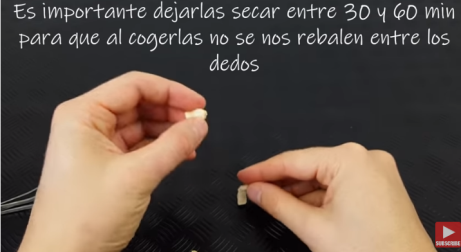 Es importante dejarlas secar entre 30 y 60 min
para que al cogerlas no se nos rebalen entre los
dedos
SUBSCRIBE